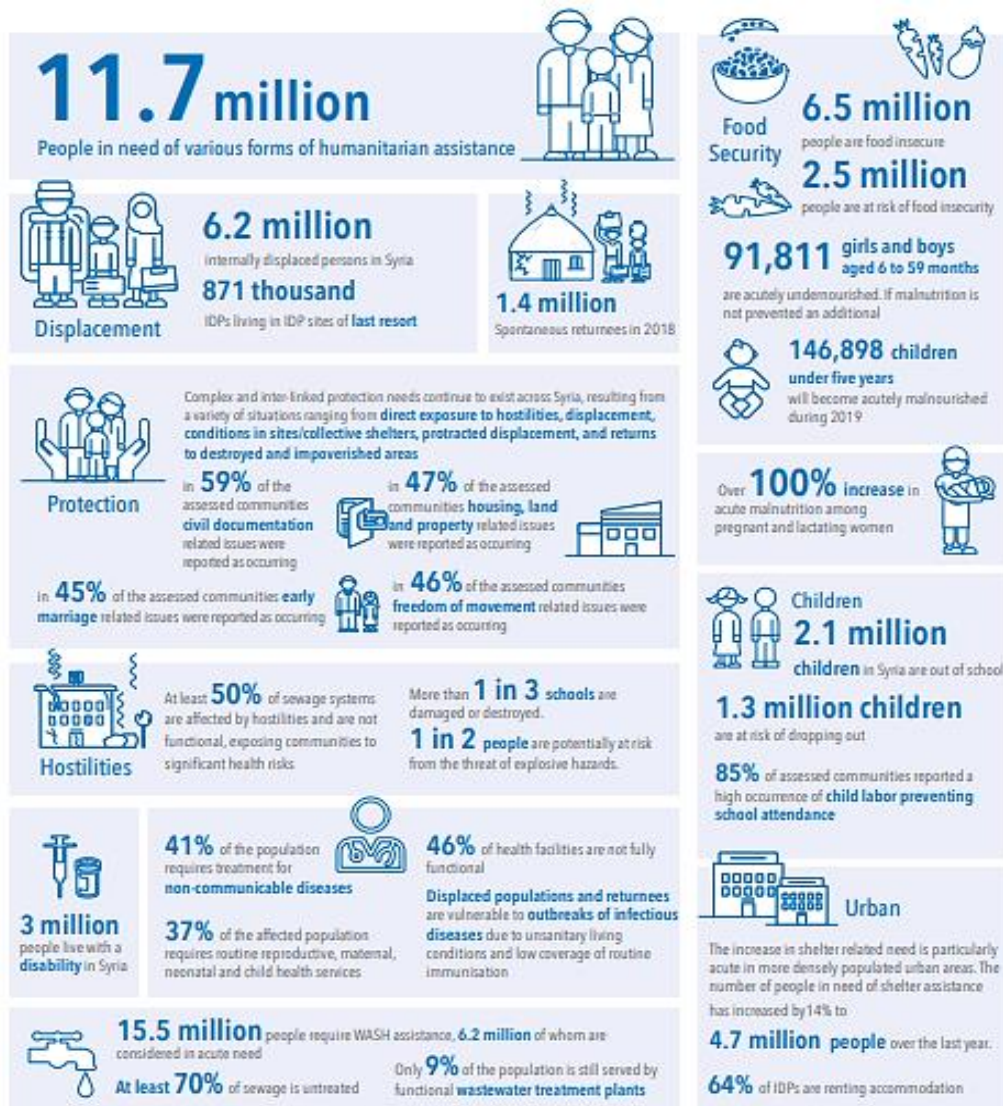 11.7 million
People in need of various forms of humanitarian assistance
Displacement
6.2 million
internally displaced persons in Syria
871 thousand
IDPs living in IDP sites of last resort
1.4 million
Spontaneous returnees in 2018
Protection
Complex and inter-linked protection needs continue to exist across Syria, resulting from
a variety of situations ranging from direct exposure to hostilities, displacement,
conditions in sites/collective shelters, protracted displacement, and returns
to destroyed and impoverished areas
in 59% of the
assessed communities
civil documentation
related issues were
reported as occurring
in 47% of the assessed
communities housing, land
and property related issues
were reported as occurring
in 45% of the assessed communities early
marriage related issues were reported as occurring
in 46% of the assessed communities
freedom of movement related issues were
reported as occurring
Hostilities
At least 50% of sewage systems
are affected by hostilities and are not
functional, exposing communities to
significant health risks
More than 1 in 3 schools are
damaged or destroyed.
1 in 2 people are potentially at risk
from the threat of explosive hazards.
3 million
people live with a
disability in Syria
41% of the population
requires treatment for
non-communicable diseases
37% of the affected population
requires routine reproductive, maternal,
neonatal and child health services
46% of health facilities are not fully
functional
Displaced populations and returnees
are vulnerable to outbreaks of infectious
diseases due to unsanitary living
conditions and low coverage of routine
immunisation
15.5 million people require WASH assistance, 6.2 million of whom are
considered in acute need
At least 70% of sewage is untreated
Only 9% of the population is still served by
functional wastewater treatment plants
Food
Security
6.5 million
people are food insecure
2.5 million
people are at risk of food insecurity
91,811 girls and boys
aged 6 to 59 months
are acutely undernourished. If malnutrition is
not prevented an additional
146,898 children
under five years
will become acutely malnourished
during 2019
Over 100% increase in
acute malnutrition among
pregnant and lactating women
Children
2.1 million
children in Syria are out of school
1.3 million children
are at risk of dropping out
85% of assessed communities reported a
high occurrence of child labor preventing
school attendance
Urban
The increase in shelter related need is particularly
acute in more densely populated urban areas. The
number of people in need of shelter assistance
has increased by 14% to
4.7 million people over the last year.
64% of IDPs are renting accommodation